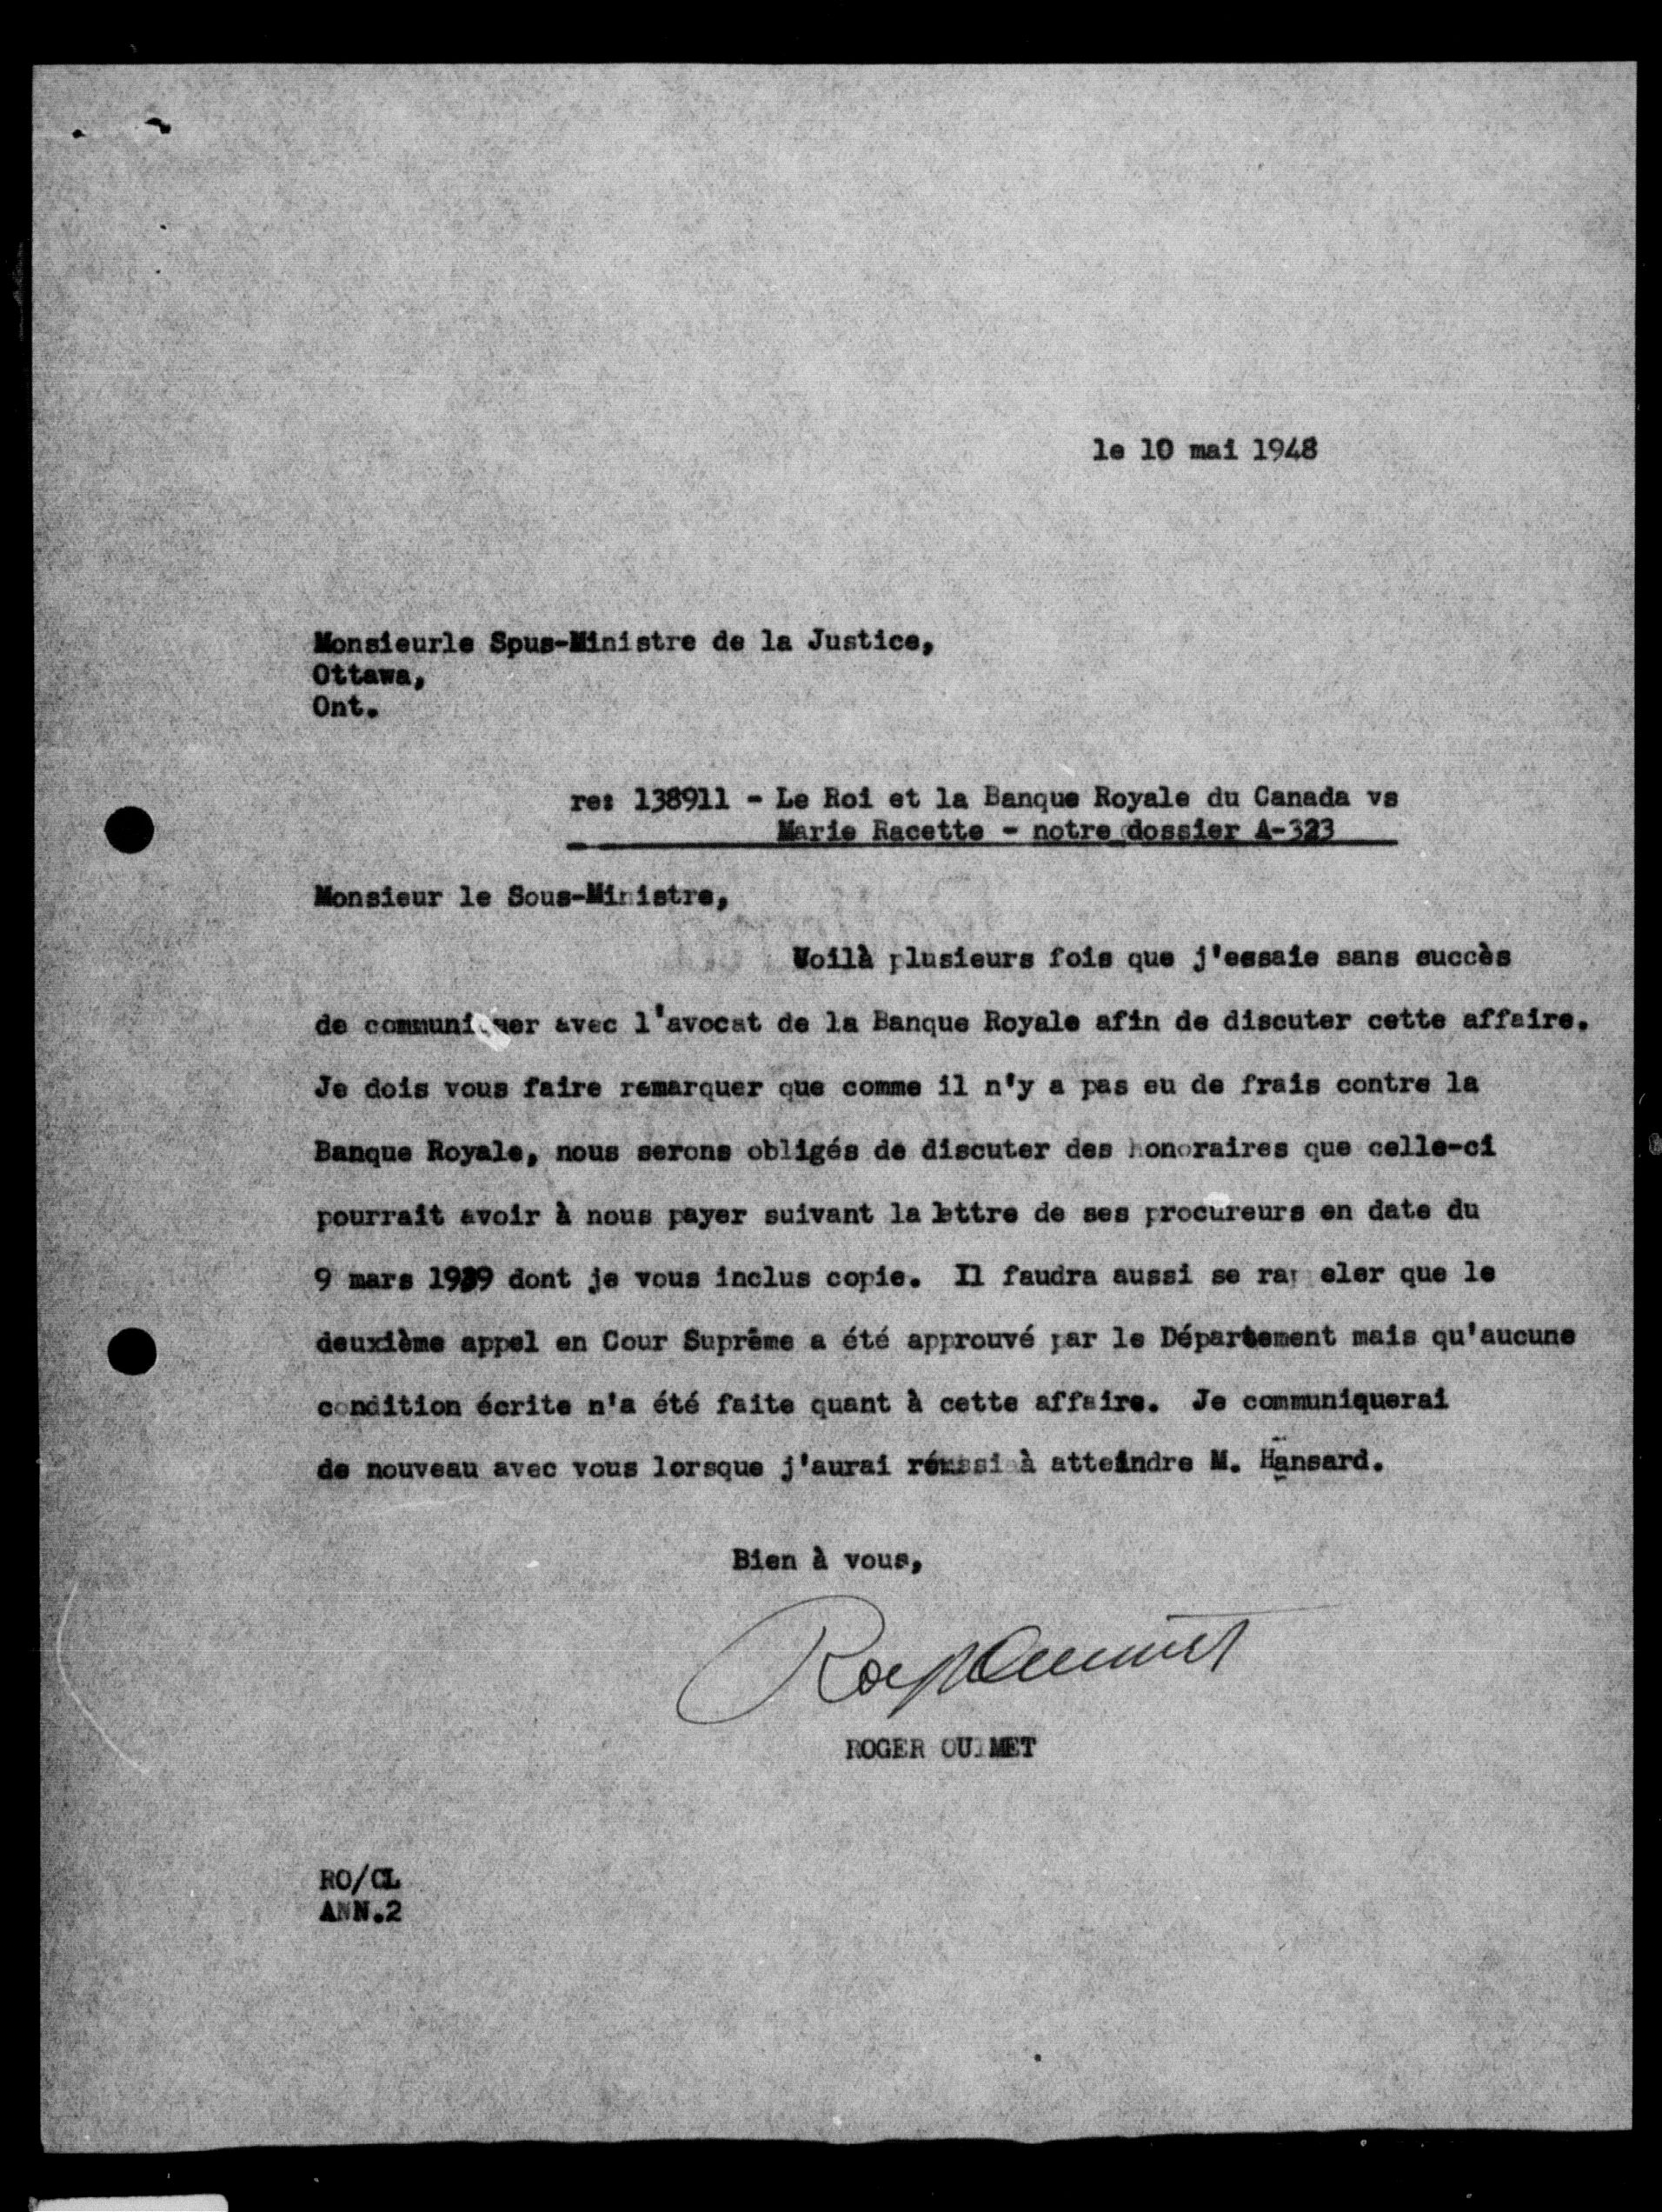 le 10 mai 1948
Monsieurle Spus-Ministre de la Justice,
Ottawa,
Ont.
re: 138911 - Le Roi et la Banque Royale du Canada vs
Marie Racette - notre dossier A-323
Monsieur le Sous-Ministre,
Voilà plusieurs fois que j'essaie sans succès
de communiquer avec l'avocat de la Banque Royale afin de discuter cette affaire.
Je dois vous faire remarquer que comme il n'y a pas eu de frais contre la
Banque Royale, nous serons obligés de discuter des honoraires que celle-ci
pourrait avoir à nous payer suivant la lettre de ses procureurs en date du
9 mars 1939 dont je vous inclus copie. Il faudra aussi se rappeler que le
deuxième appel en Cour Suprême a été approuvé par le Département mais qu'aucune
condition écrite n'a été faite quant à cette affaire. Je communiquerai
de nouveau avec vous lorsque j'aurai réussi à atteindre M. Hansard.
Bien à vous,
Roger Ouimet
ROGER OUIMET
RO/CL
ANN.2